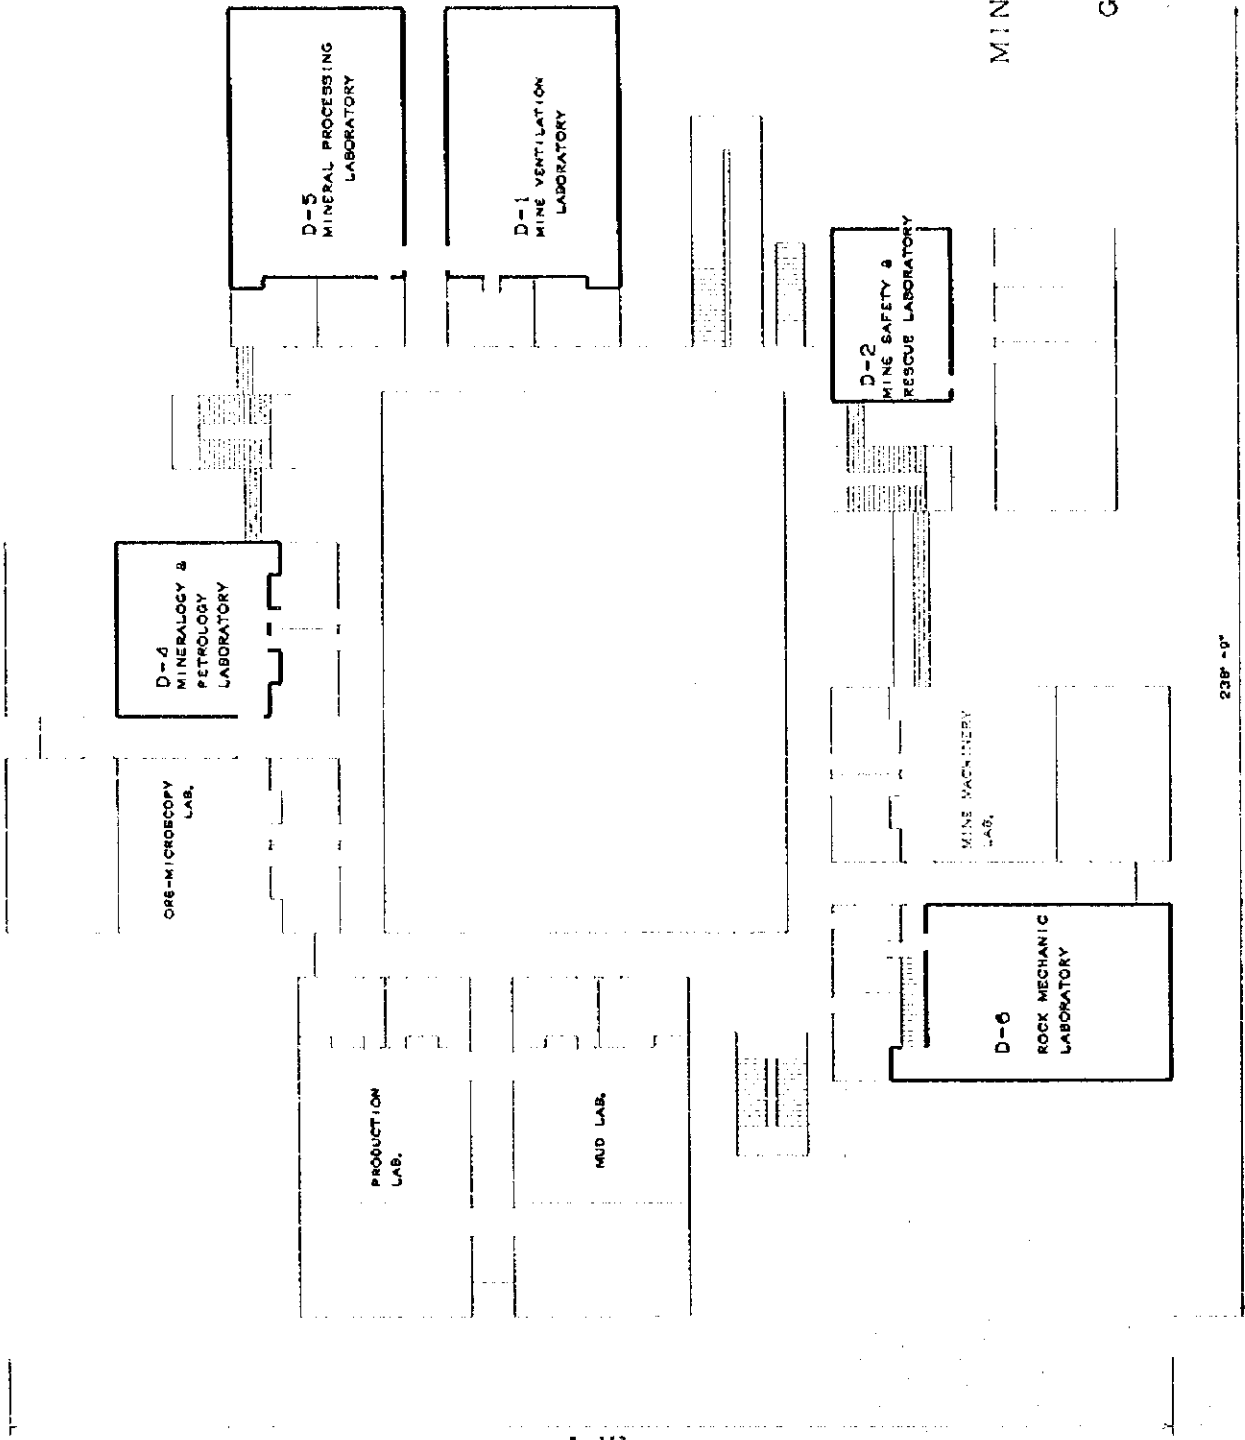 D-5
MINERAL PROCESSING
LABORATORY
D-1
MINE VENTILATION
LABORATORY
D-2
MINE SAFETY &
RESCUE LABORATORY
D-4
MINERALOGY &
PETROLOGY
LABORATORY
ORE-MICROSCOPY
LAB.
PRODUCTION
LAB.
MUD LAB.
MINE MACHINERY
LAB.
D-6
ROCK MECHANIC
LABORATORY
238'-0"
MIN
G